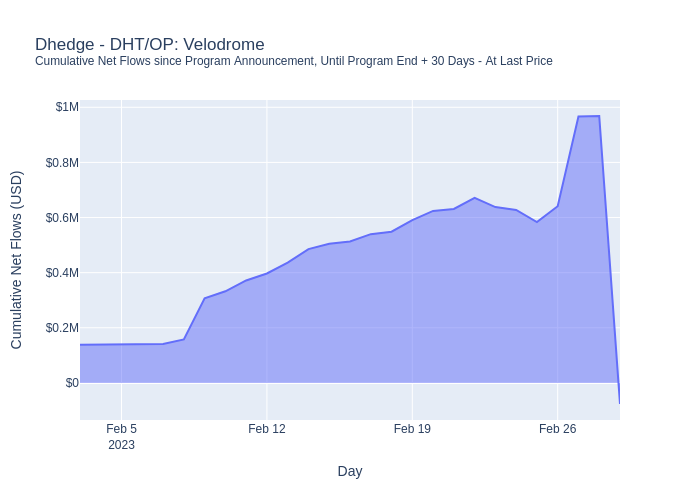 Dhedge - DHT/OP: Velodrome
Cumulative Net Flows since Program Announcement, Until Program End + 30 Days - At Last Price
Cumulative Net Flows (USD)
$1M
$0.8M
$0.6M
$0.4M
$0.2M
$0
Feb 5
2023
Feb 12
Feb 19
Feb 26
Day